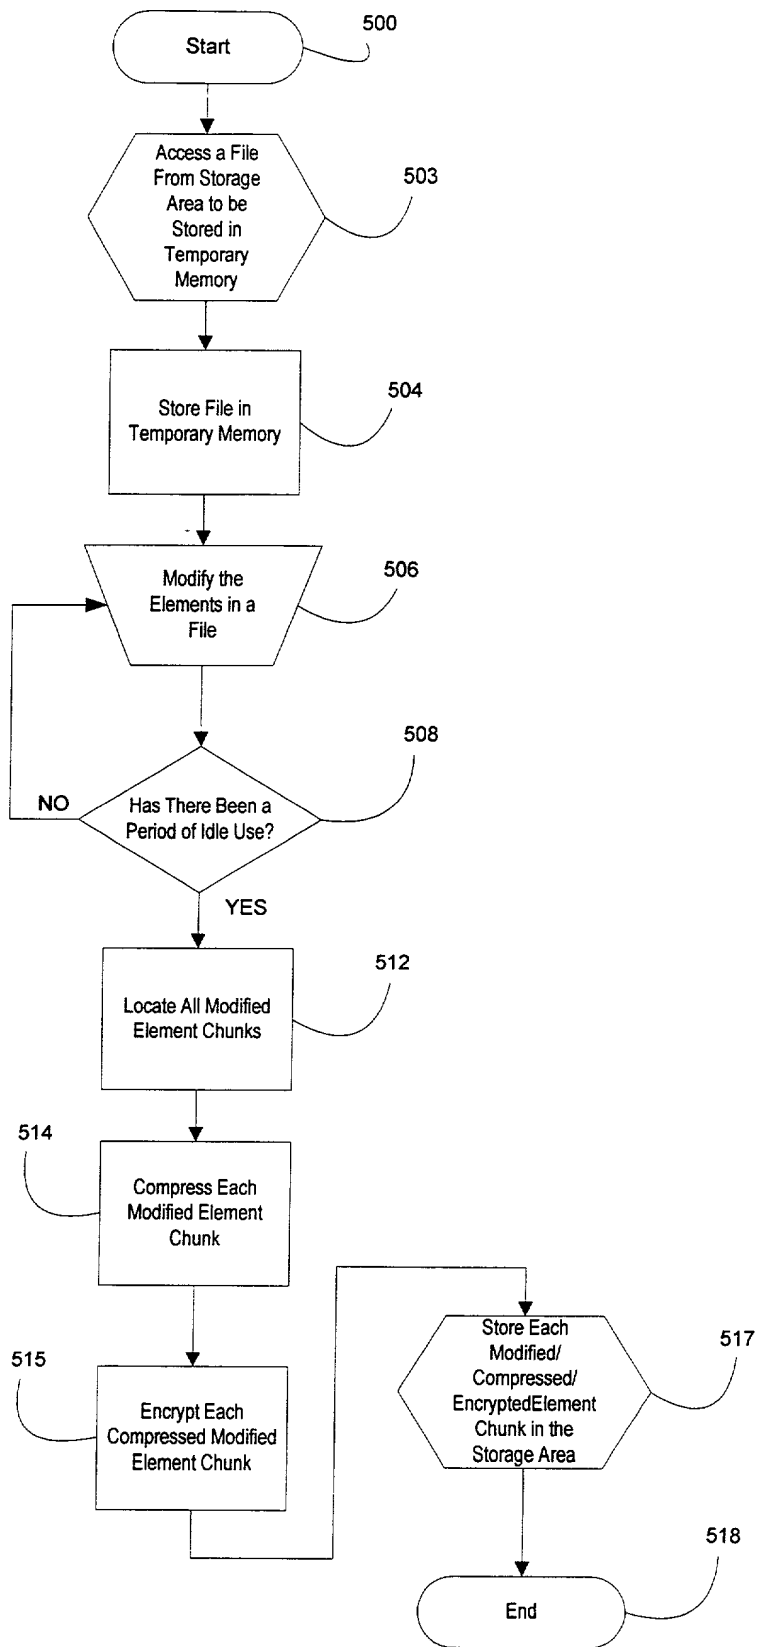 Start
500
Access a File
From Storage
Area to be
Stored in
Temporary
Memory
503
Store File in
Temporary Memory
504
Modify the
Elements in a
File
506
Has There Been a
Period of Idle Use?
508
NO
YES
Locate All Modified
Element Chunks
512
514
Compress Each
Modified Element
Chunk
515
Encrypt Each
Compressed Modified
Element Chunk
Store Each
Modified/
Compressed/
EncryptedElement
Chunk in the
Storage Area
517
End
518